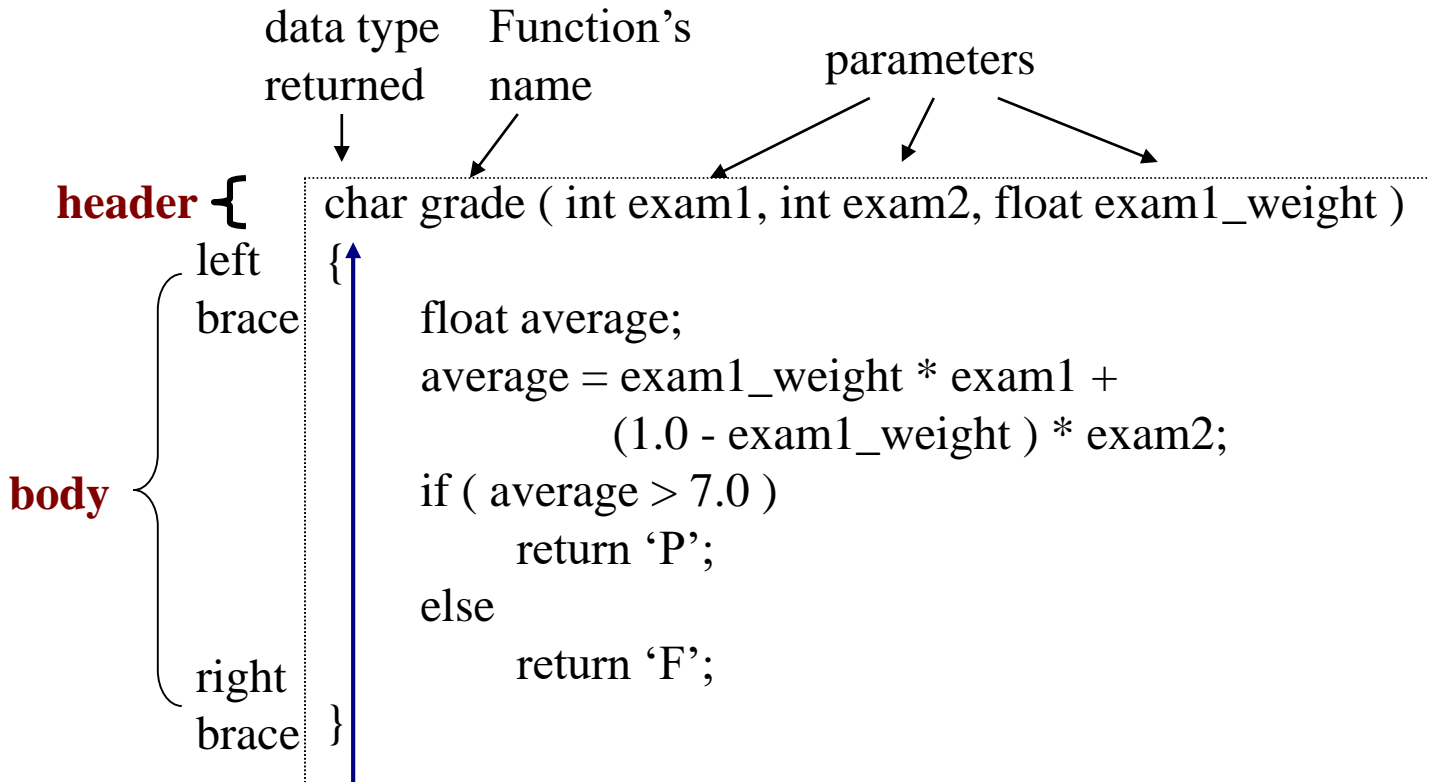 data type Function’s
returned name
parameters
header char grade ( int exam1, int exam2, float exam1_weight )
left {
brace float average;
average = exam1_weight * exam1 +
(1.0 - exam1_weight ) * exam2;
body if ( average > 7.0 )
return ‘P’;
else
return ‘F’;
right
brace }